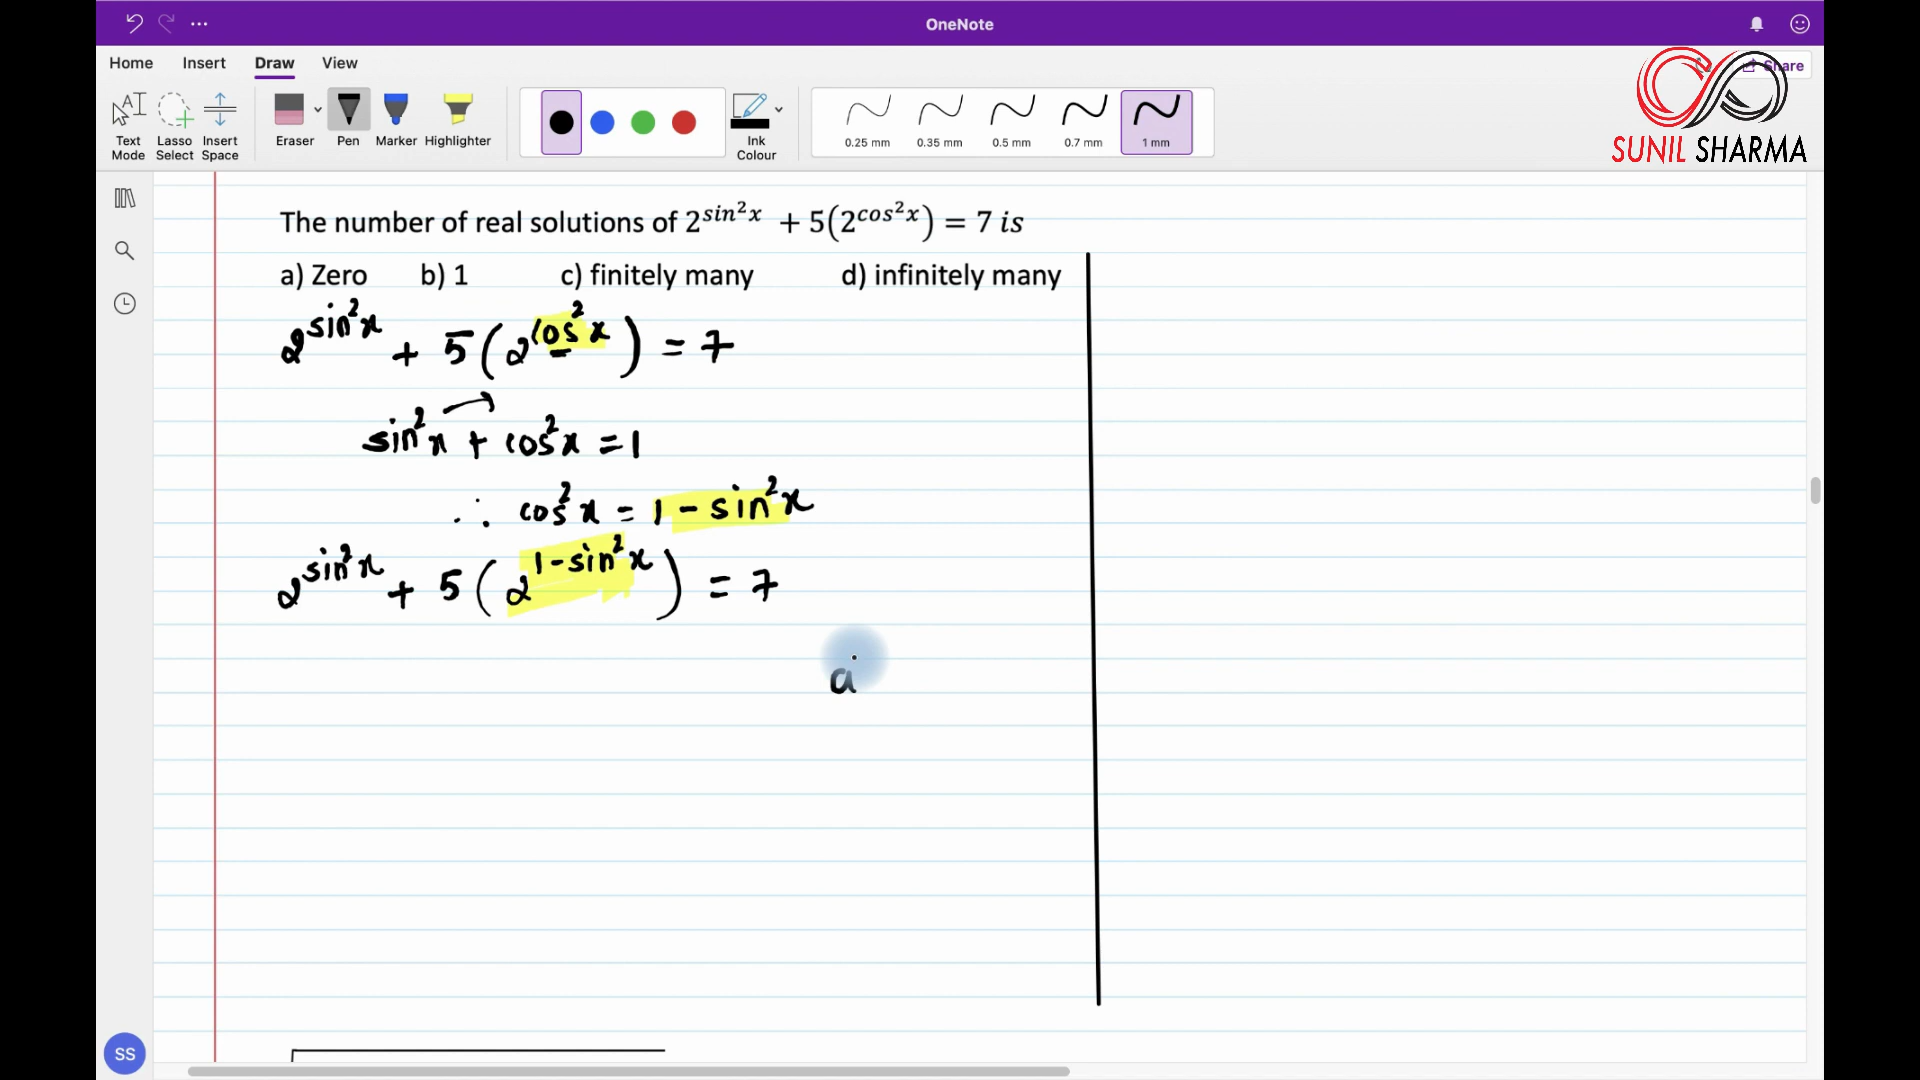 OneNote
Home Insert Draw View Share
Text Mode Lasso Select Insert Space Eraser Pen Marker Highlighter Ink Colour 0.25 mm 0.35 mm 0.5 mm 0.7 mm 1 mm
SUNIL SHARMA
The number of real solutions of 2^{sin²x} + 5(2^{cos²x}) = 7 is
a) Zero b) 1 c) finitely many d) infinitely many
2^{sin²x} + 5(2^{cos²x}) = 7
sin²x + cos²x = 1
∴ cos²x = 1 - sin²x
2^{sin²x} + 5(2^{1-sin²x}) = 7
a
SS